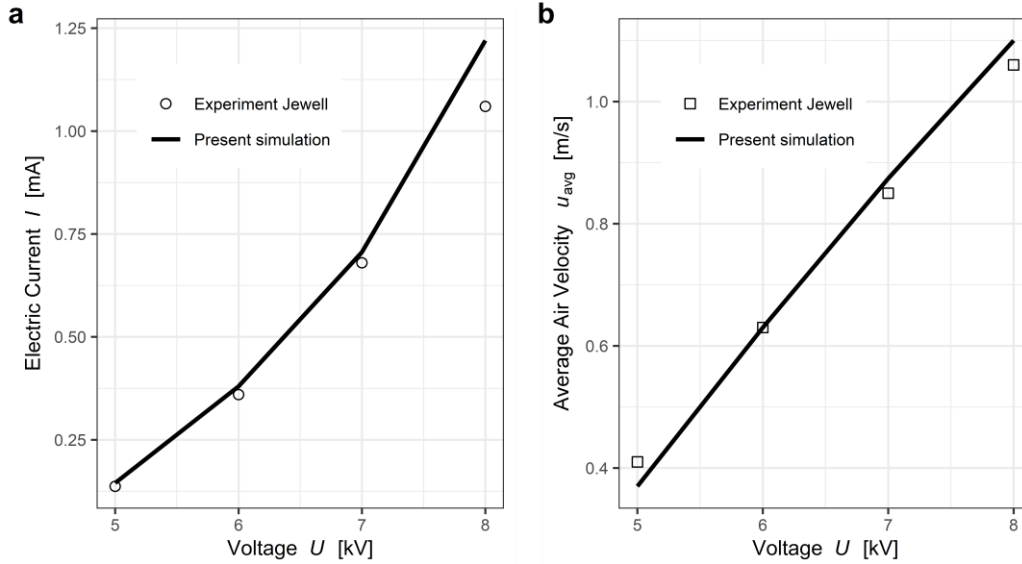 a
1.25
1.00
0.75
0.50
0.25
Electric Current I [mA]
Experiment Jewell
Present simulation
5 6 7 8
Voltage U [kV]
b
1.0
0.8
0.6
0.4
Average Air Velocity u_avg [m/s]
Experiment Jewell
Present simulation
5 6 7 8
Voltage U [kV]